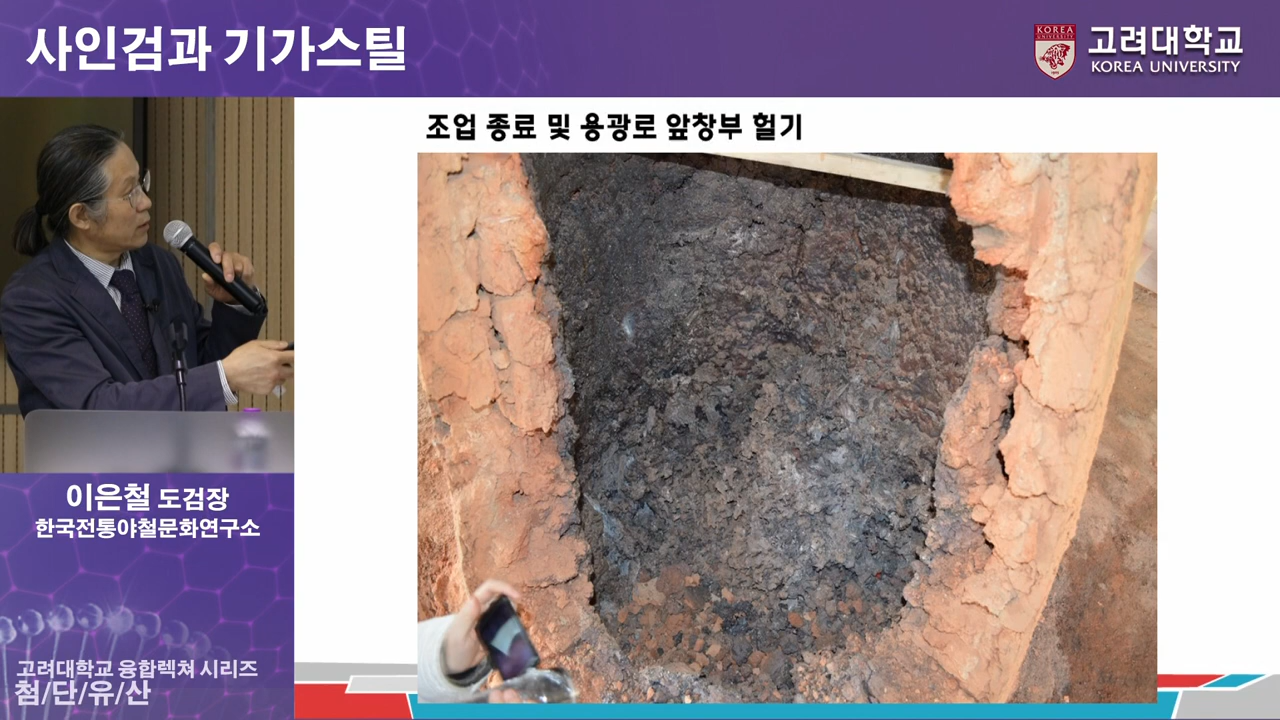 사인검과 기가스틸
KOREA
UNIVERSITY
고려대학교
KOREA UNIVERSITY
조업 종료 및 용광로 앞창부 헐기
이은철 도검장
한국전통야철문화연구소
고려대학교 융합렉쳐 시리즈
첨/단/유/산